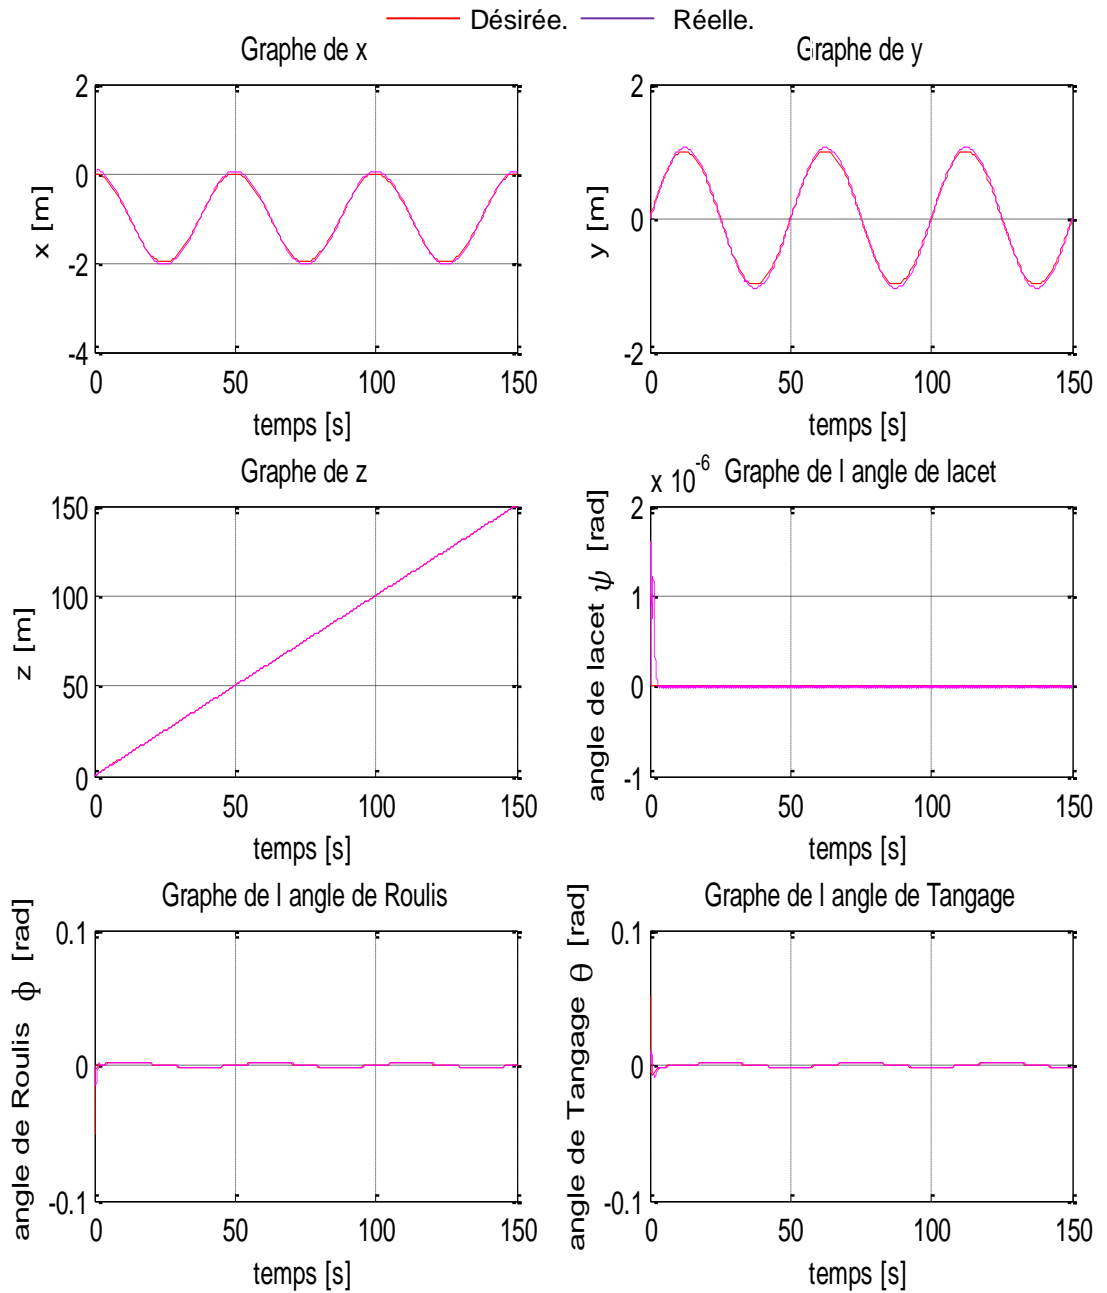 Désirée. Réelle.
Graphe de x
2
0
-2
-4
x [m]
0 50 100 150
temps [s]
Graphe de y
2
0
-2
y [m]
0 50 100 150
temps [s]
Graphe de z
150
100
50
0
z [m]
0 50 100 150
temps [s]
x 10-6 Graphe de l angle de lacet
2
1
0
-1
angle de lacet ψ [rad]
0 50 100 150
temps [s]
Graphe de l angle de Roulis
0.1
0
-0.1
angle de Roulis ϕ [rad]
0 50 100 150
temps [s]
Graphe de l angle de Tangage
0.1
0
-0.1
angle de Tangage θ [rad]
0 50 100 150
temps [s]